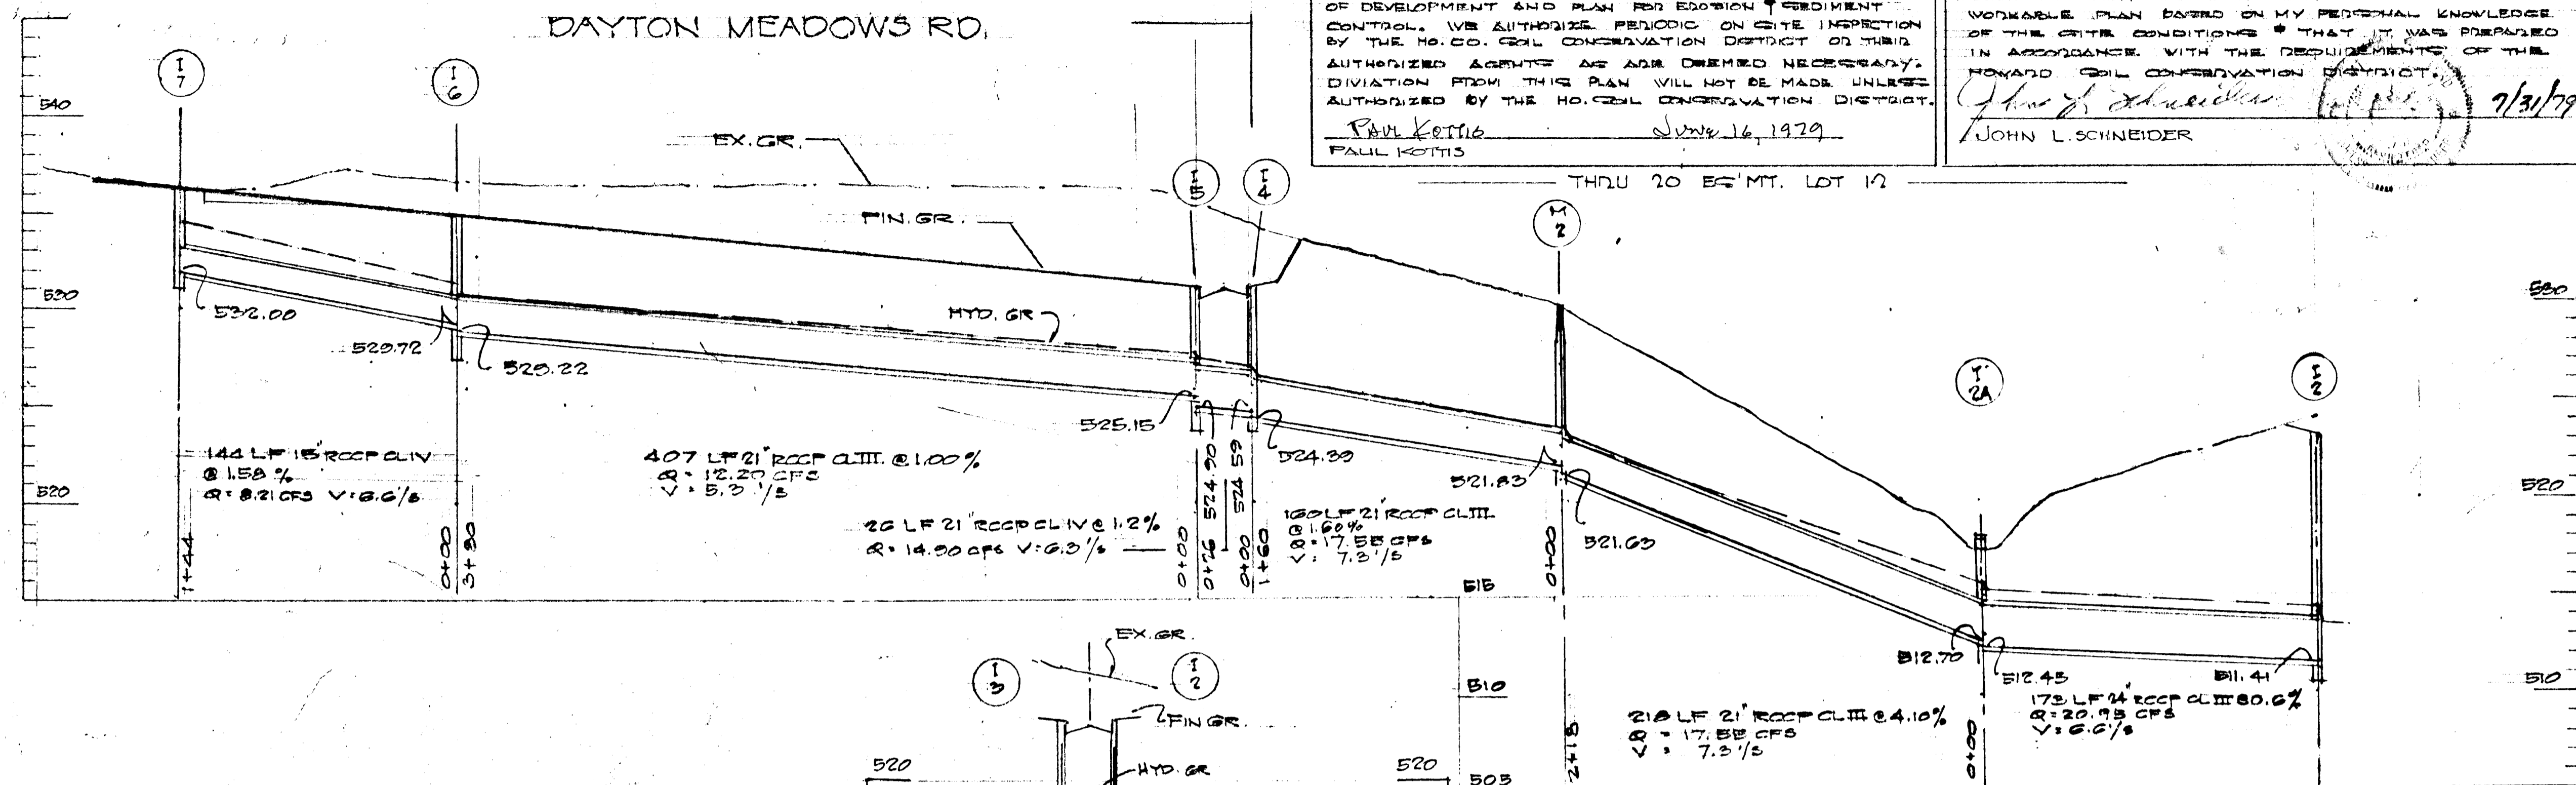 DAYTON MEADOWS RD.
OF DEVELOPMENT AND PLAN FOR EROSION & SEDIMENT
CONTROL. WE AUTHORIZE PERIODIC ON SITE INSPECTION
BY THE HO. CO. SOIL CONSERVATION DISTRICT OR THEIR
AUTHORIZED AGENTS AS ARE DEEMED NECESSARY.
DIVIATION FROM THIS PLAN WILL NOT BE MADE UNLESS
AUTHORIZED BY THE HO. SOIL CONSERVATION DISTRICT.
Paul Kottis June 16, 1979
PAUL KOTTIS
WORKABLE PLAN BASED ON MY PERSONAL KNOWLEDGE
OF THE SITE CONDITIONS & THAT IT WAS PREPARED
IN ACCORDANCE WITH THE REQUIREMENTS OF THE
HOWARD SOIL CONSERVATION DISTRICT.
John L. Schneider 7/31/79
JOHN L. SCHNEIDER
THRU 20 ES'MT. LOT 12
I
7
I
6
I
5
I
4
M
2
I
2A
I
2
540
530
520
EX. GR.
FIN. GR.
HYD. GR
532.00
529.72
529.22
525.15
524.90
524.59
524.39
521.83
521.63
512.70
512.45
511.41
144 LF 15" RCCP CL IV
@ 1.58 %
Q = 8.21 CFS V = 6.6'/s
407 LF 21" RCCP CL III. @ 1.00 %
Q = 12.20 CFS
V = 5.3 '/s
26 LF 21" RCCP CL IV @ 1.2%
Q = 14.90 CFS V = 6.3'/s
160 LF 21" RCCP CL III
@ 1.60%
Q = 17.55 CFS
V = 7.3'/s
218 LF 21" RCCP CL III @ 4.10%
Q = 17.55 CFS
V = 7.3'/s
173 LF 24" RCCP CL III @0.6%
Q = 20.75 CFS
V = 6.6'/s
1+44
0+00
3+80
0+00
0+26
0+00
1+60
0+00
2+18
0+00
530
520
510
515
510
505
EX. GR.
I
3
I
2
FIN GR.
HYD. GR
520
520